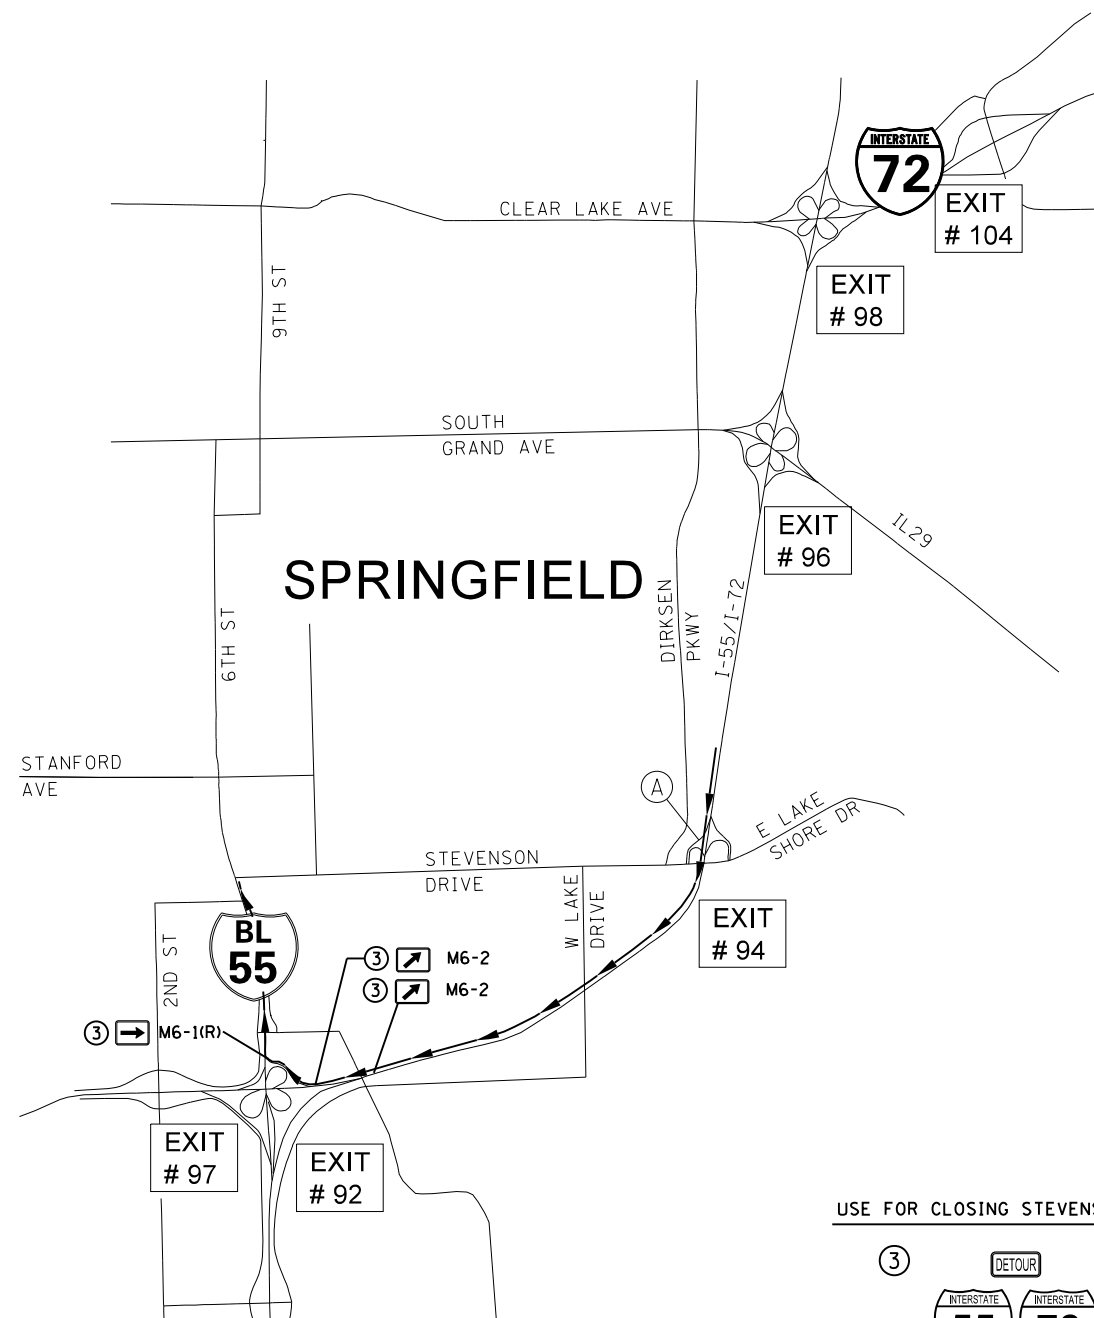 INTERSTATE
72
EXIT
# 104
CLEAR LAKE AVE
EXIT
# 98
9TH ST
SOUTH
GRAND AVE
EXIT
# 96
IL29
SPRINGFIELD
DIRKSEN
PKWY
I-55/I-72
6TH ST
STANFORD
AVE
A
E LAKE
SHORE DR
STEVENSON
DRIVE
W LAKE
DRIVE
EXIT
# 94
BL
55
2ND ST
3 M6-2
3 M6-2
3 M6-1(R)
EXIT
# 97
EXIT
# 92
USE FOR CLOSING STEVENS
3
DETOUR
INTERSTATE
INTERSTATE